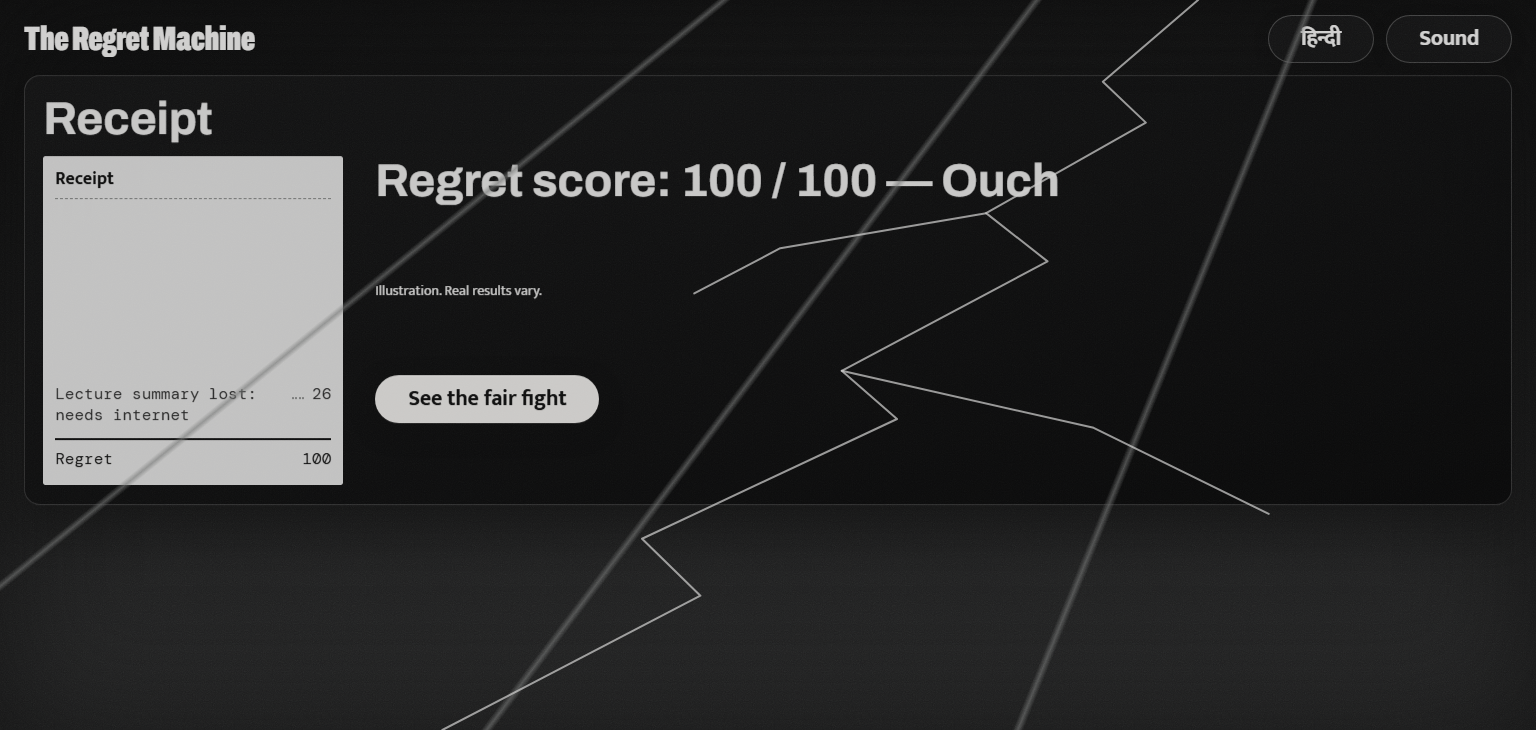 The Regret Machine
हिन्दी
Sound
Receipt
Receipt
Lecture summary lost: .... 26
needs internet
Regret 100
Regret score: 100 / 100 — Ouch
Illustration. Real results vary.
See the fair fight